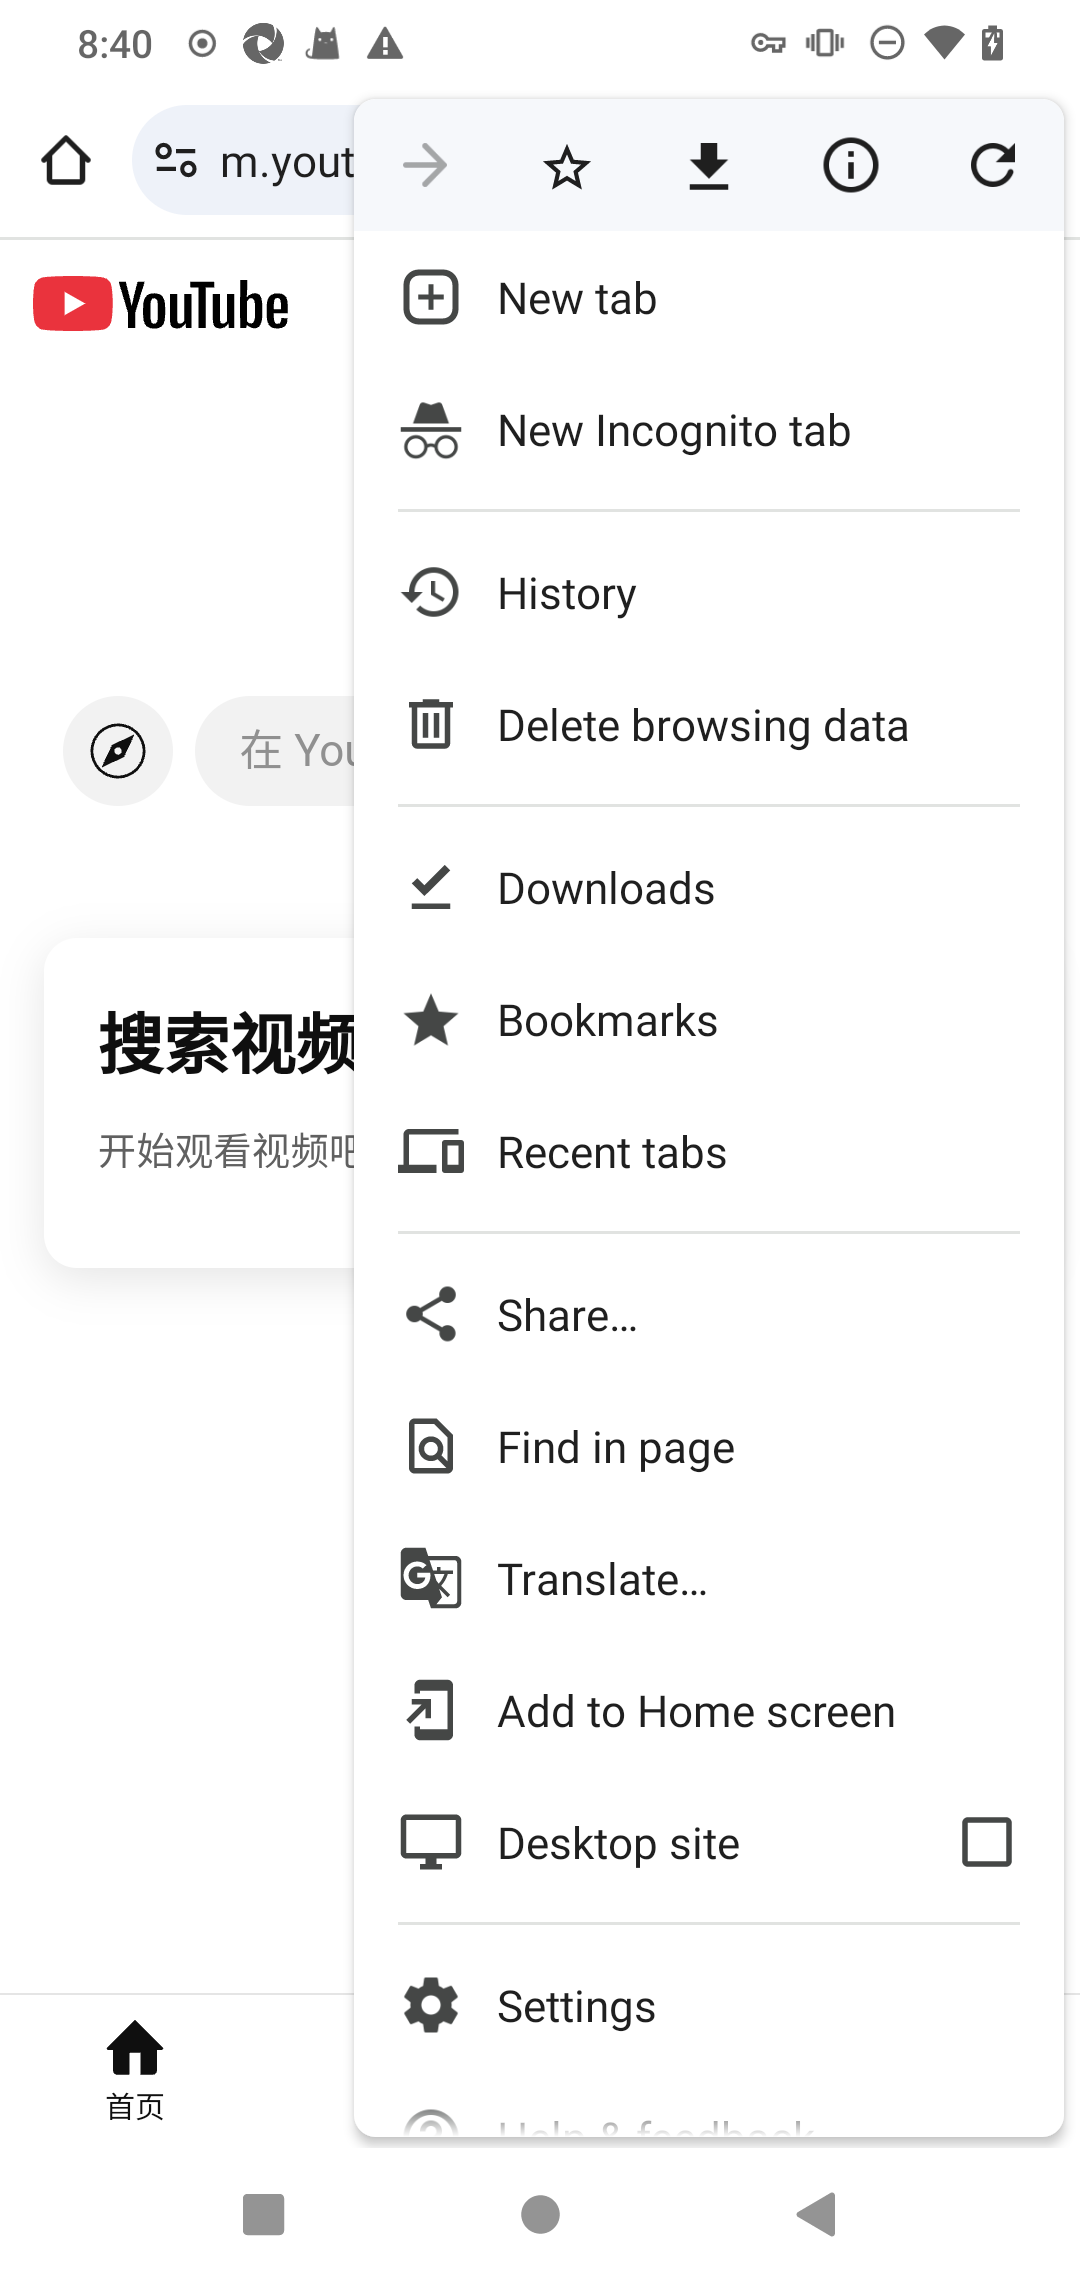 8:40
m.yout
YouTube
New tab
New Incognito tab
History
Delete browsing data
在 You
Downloads
搜索视频
Bookmarks
开始观看视频吧
Recent tabs
Share…
Find in page
Translate…
Add to Home screen
Desktop site
Settings
首页
Help & feedback